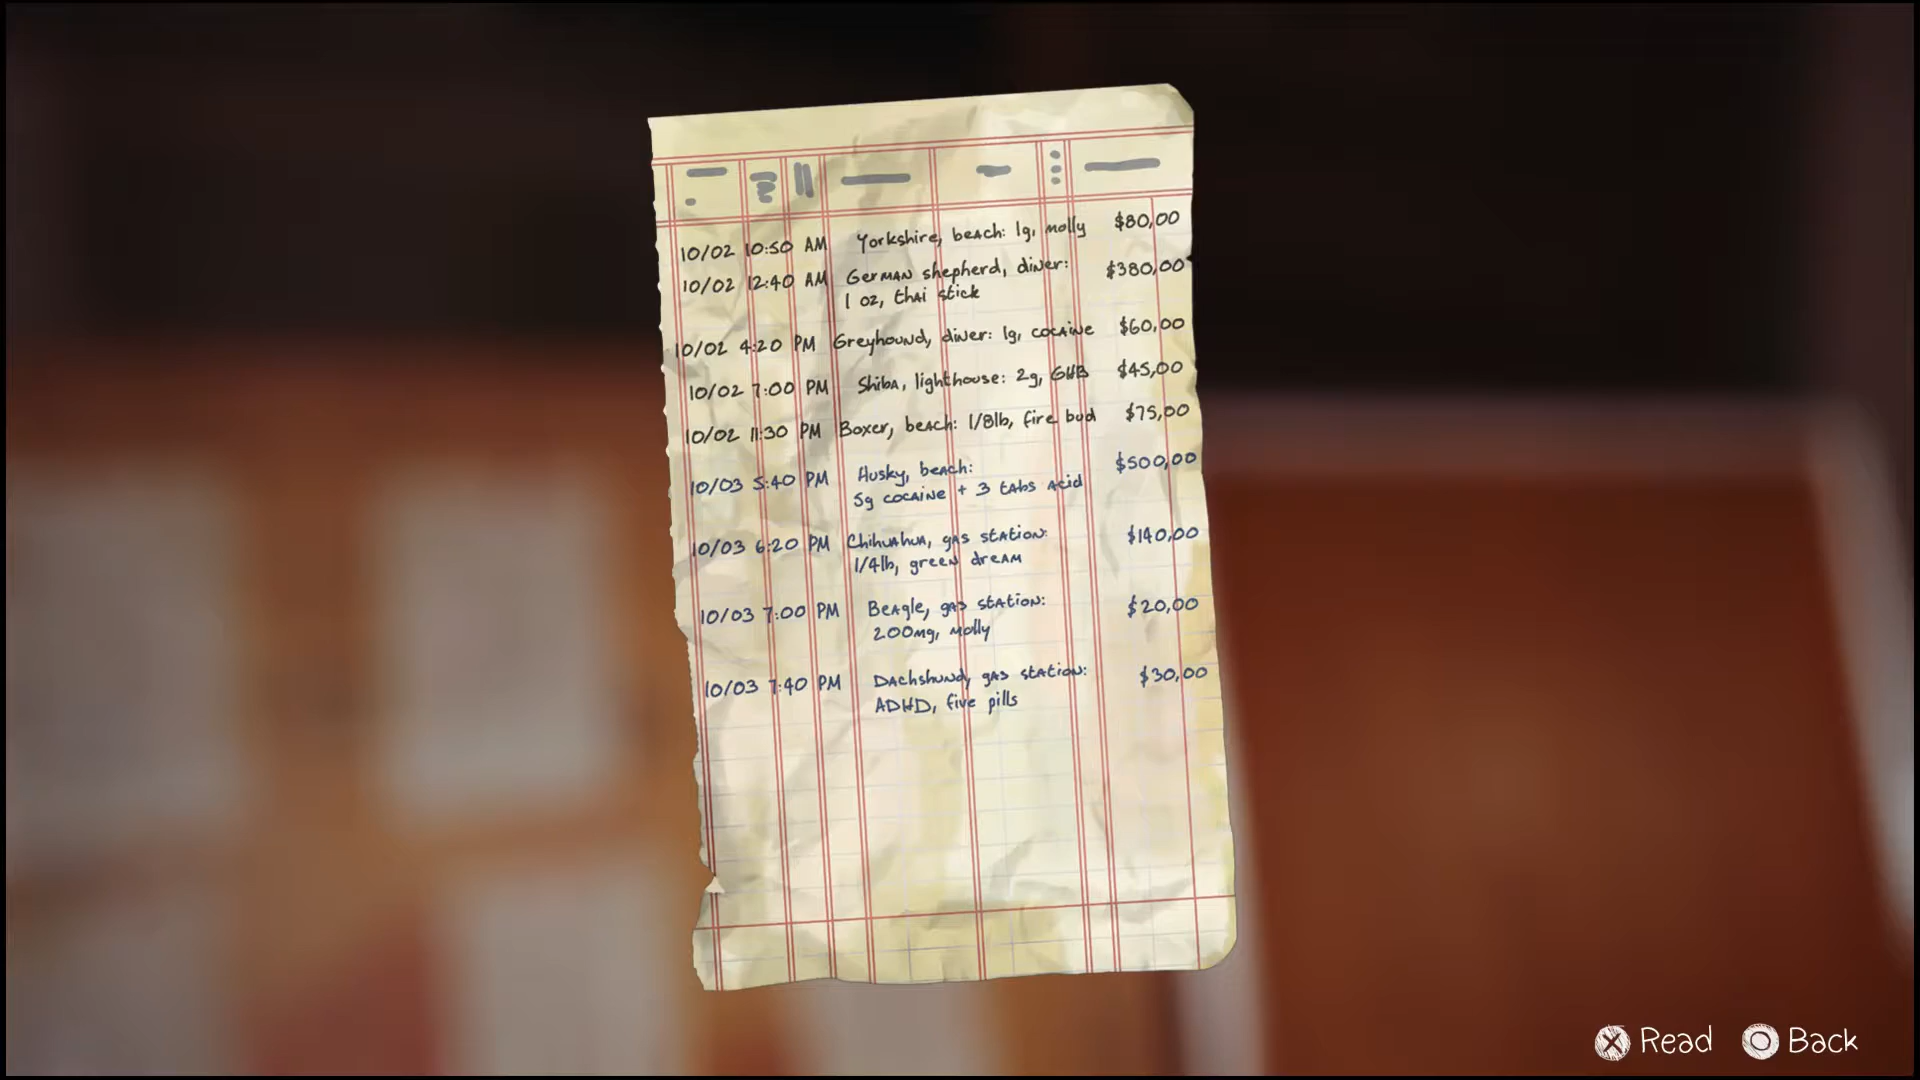 10/02 10:50 AM Yorkshire, beach: 1g, molly $80,00
10/02 12:40 AM German shepherd, diner: $380,00
1 oz, thai stick
10/02 4:20 PM Greyhound, diner: 1g, cocaine $60,00
10/02 7:00 PM Shiba, lighthouse: 2g, GHB $45,00
10/02 11:30 PM Boxer, beach: 1/8lb, fire bud $75,00
10/03 5:40 PM Husky, beach: $500,00
5g cocaine + 3 tabs acid
10/03 6:20 PM Chihuahua, gas station: $140,00
1/4lb, green dream
10/03 7:00 PM Beagle, gas station: $20,00
200mg, molly
10/03 7:40 PM Dachshund, gas station: $30,00
ADHD, five pills
Read Back